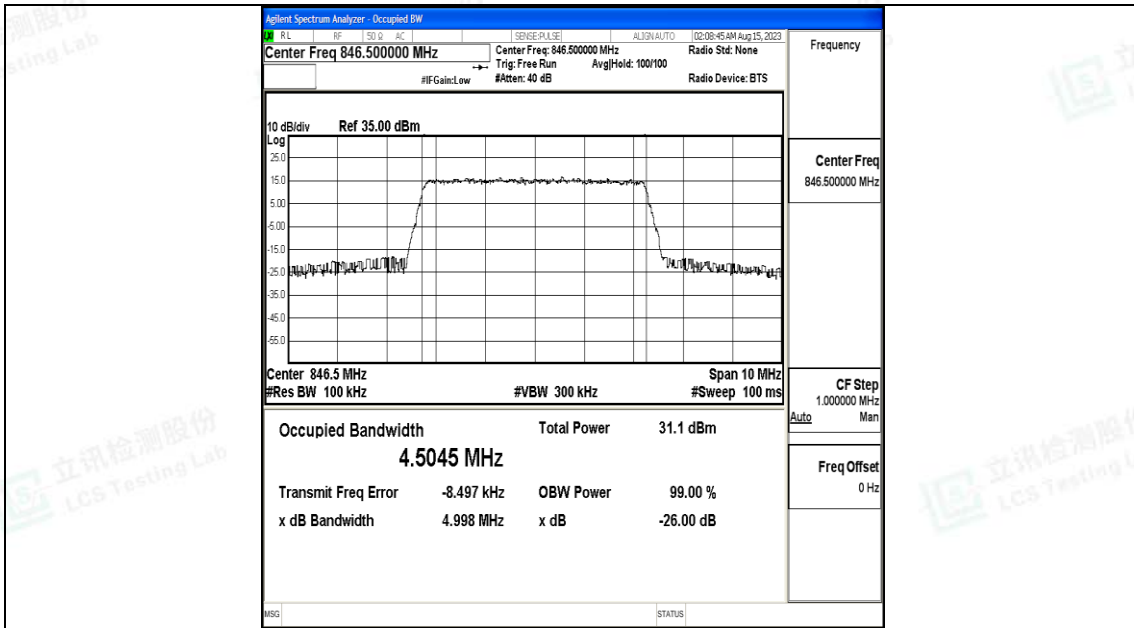 Agilent Spectrum Analyzer - Occupied BW
RL RF 50 Ω AC SENSE:PULSE ALIGN AUTO 02:08:45 AM Aug 15, 2023
Center Freq 846.500000 MHz
Center Freq: 846.500000 MHz
Radio Std: None
Trig: Free Run Avg|Hold: 100/100
#IFGain:Low
#Atten: 40 dB
Radio Device: BTS
10 dB/div Ref 35.00 dBm
Log
25.0
15.0
5.00
-5.00
-15.0
-25.0
-35.0
-45.0
-55.0
Center 846.5 MHz
Span 10 MHz
#Res BW 100 kHz
#VBW 300 kHz
#Sweep 100 ms
Occupied Bandwidth
Total Power 31.1 dBm
4.5045 MHz
Transmit Freq Error -8.497 kHz
OBW Power 99.00 %
x dB Bandwidth 4.998 MHz
x dB -26.00 dB
MSG
STATUS
Frequency
Center Freq
846.500000 MHz
CF Step
1.000000 MHz
Auto Man
Freq Offset
0 Hz
立讯检测股份
LCS Testing Lab
立讯检测股份
LCS Testing